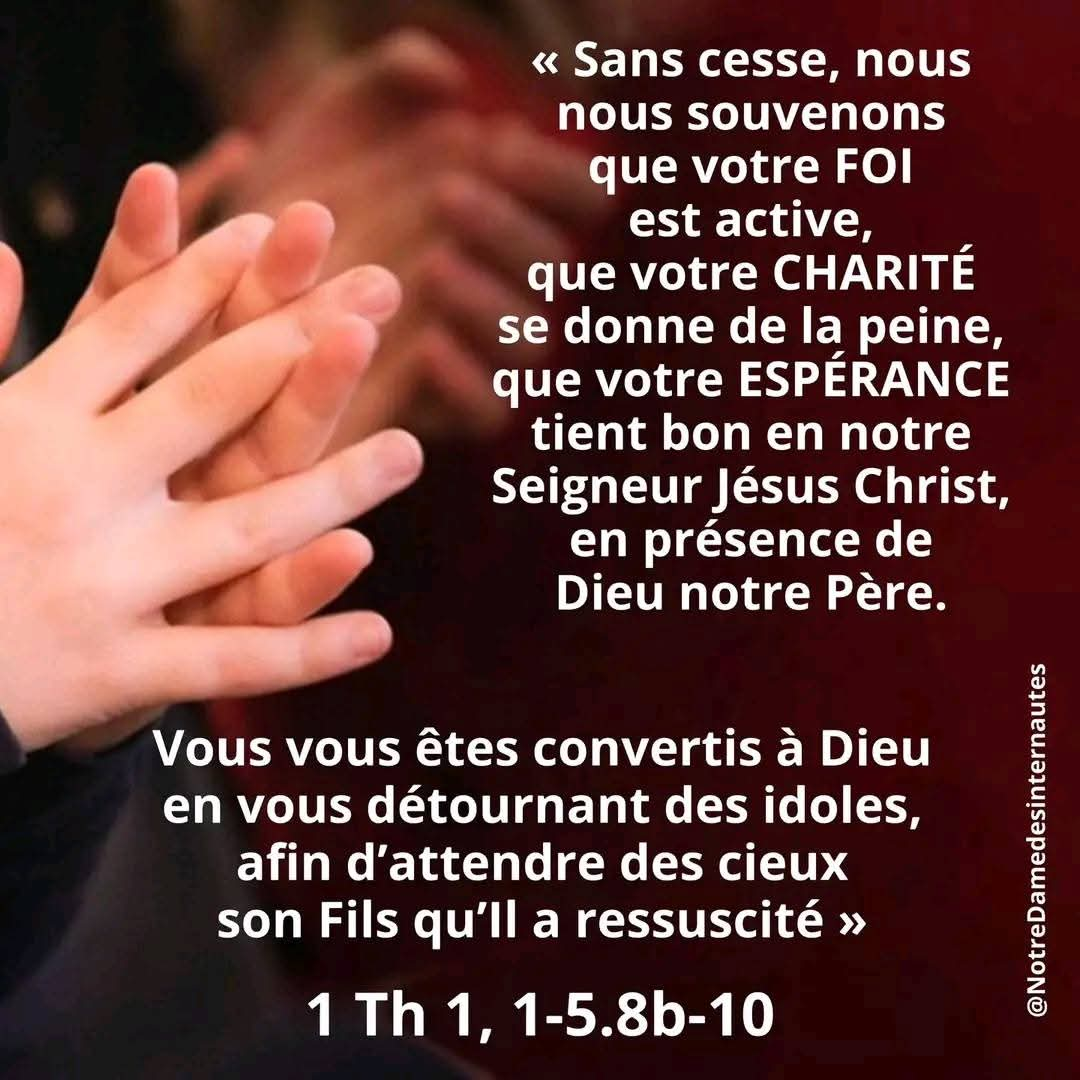 « Sans cesse, nous
nous souvenons
que votre FOI
est active,
que votre CHARITÉ
se donne de la peine,
que votre ESPÉRANCE
tient bon en notre
Seigneur Jésus Christ,
en présence de
Dieu notre Père.
Vous vous êtes convertis à Dieu
en vous détournant des idoles,
afin d’attendre des cieux
son Fils qu’Il a ressuscité »
1 Th 1, 1-5.8b-10
@NotreDamedesinternautes